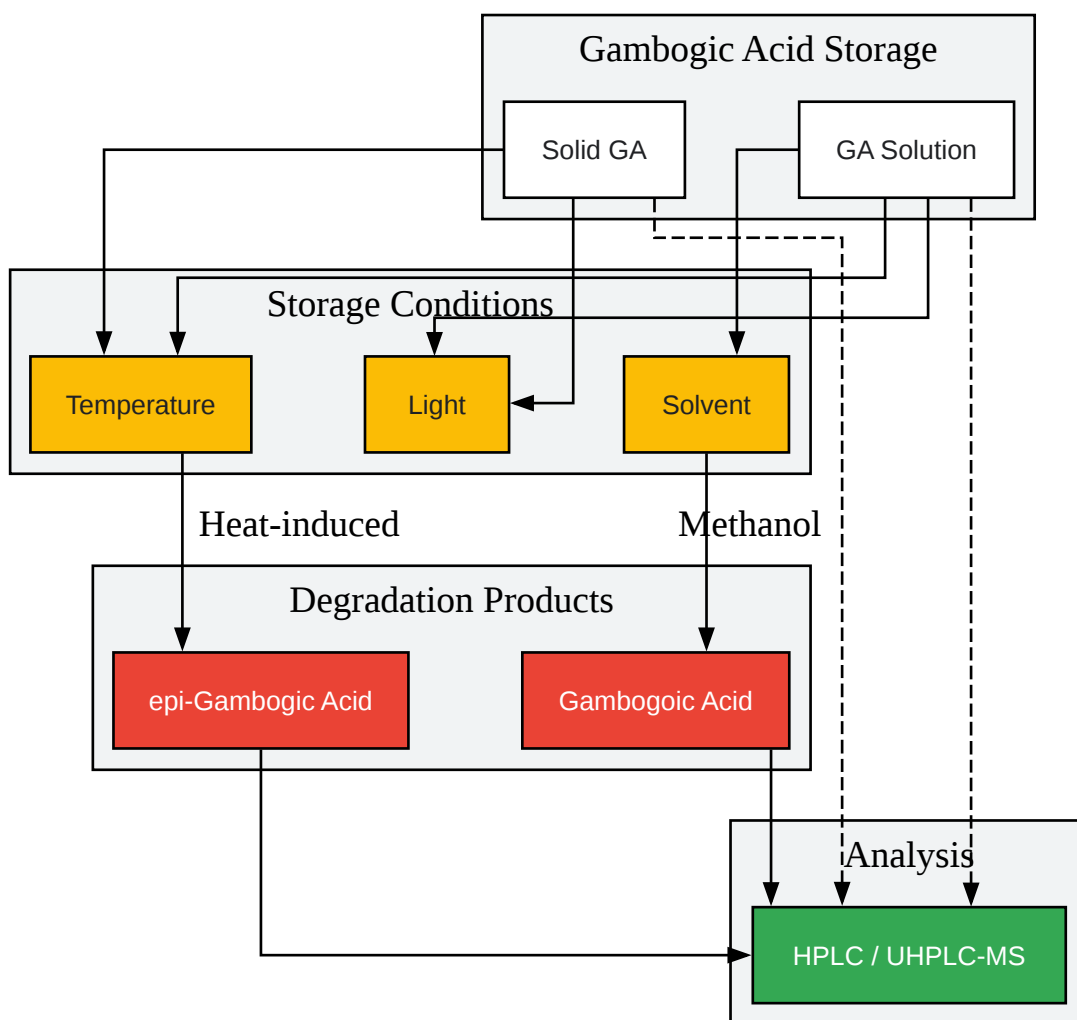 Gambogic Acid Storage
Solid GA
GA Solution
Storage Conditions
Temperature
Light
Solvent
Heat-induced
Methanol
Degradation Products
epi-Gambogic Acid
Gambogoic Acid
Analysis
HPLC / UHPLC-MS